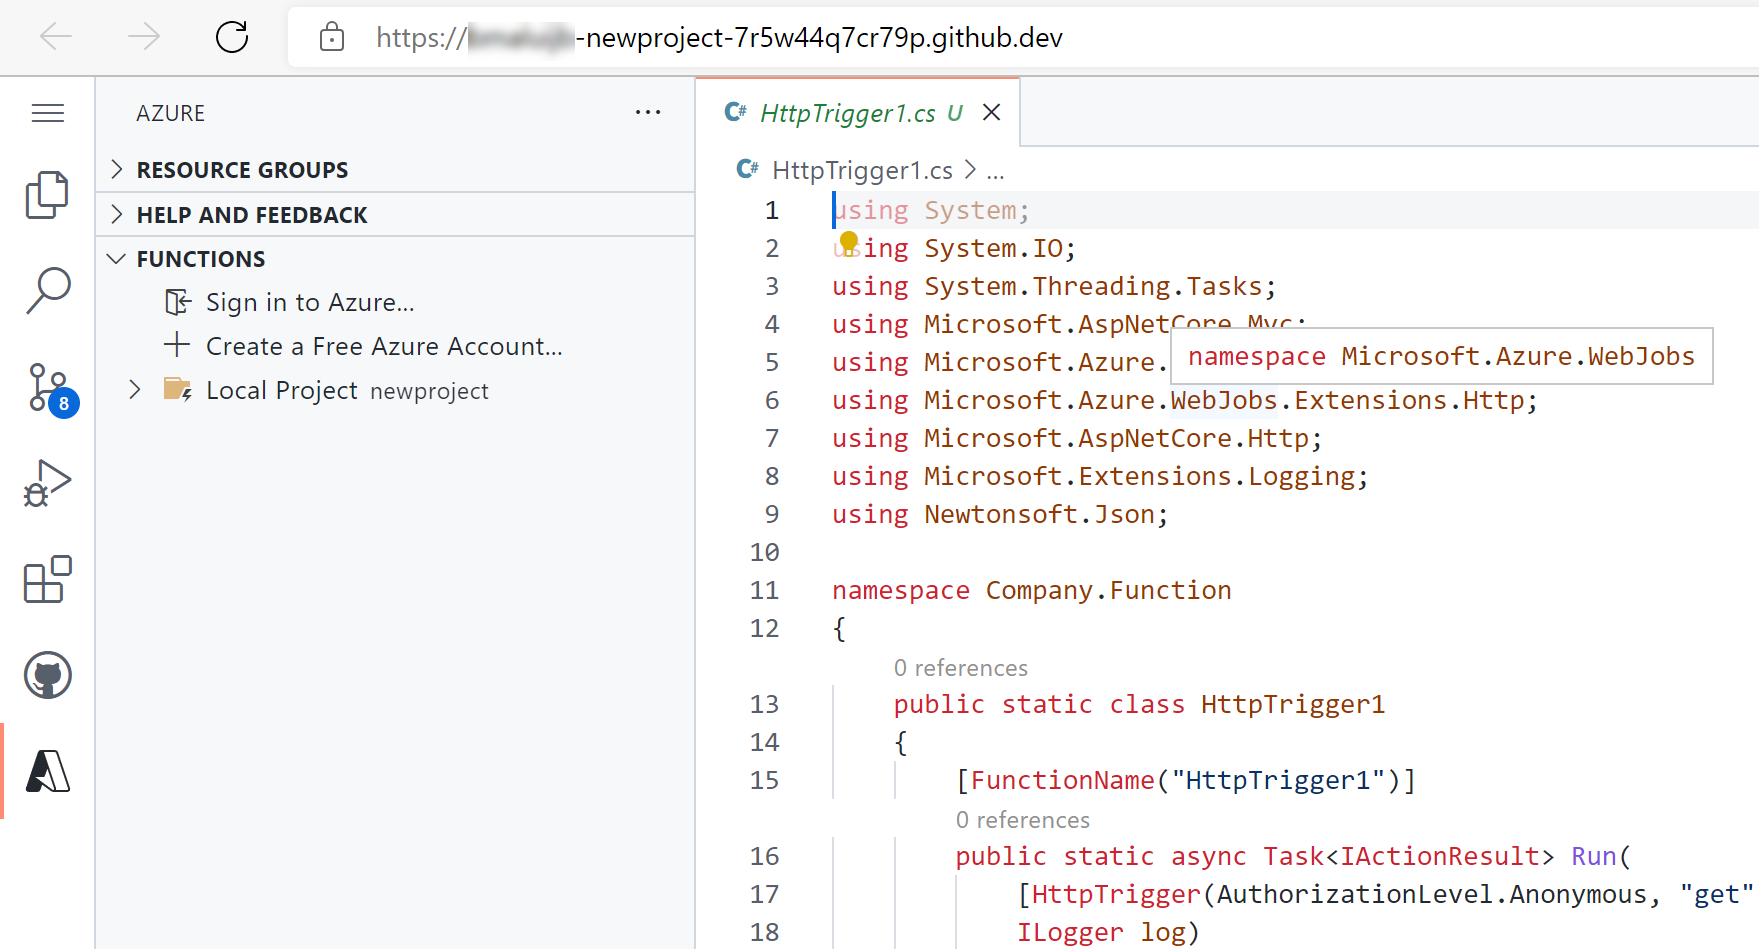 https://-newproject-7r5w44q7cr79p.github.dev
AZURE
RESOURCE GROUPS
HELP AND FEEDBACK
FUNCTIONS
Sign in to Azure...
Create a Free Azure Account...
Local Project newproject
8
C# HttpTrigger1.cs U
C# HttpTrigger1.cs > ...
1 using System;
2 using System.IO;
3 using System.Threading.Tasks;
4 using Microsoft.AspNetCore.Mvc;
5 using Microsoft.Azure.
namespace Microsoft.Azure.WebJobs
6 using Microsoft.Azure.WebJobs.Extensions.Http;
7 using Microsoft.AspNetCore.Http;
8 using Microsoft.Extensions.Logging;
9 using Newtonsoft.Json;
10
11 namespace Company.Function
12 {
0 references
13 public static class HttpTrigger1
14 {
15 [FunctionName("HttpTrigger1")]
0 references
16 public static async Task<IActionResult> Run(
17 [HttpTrigger(AuthorizationLevel.Anonymous, "get"
18 ILogger log)